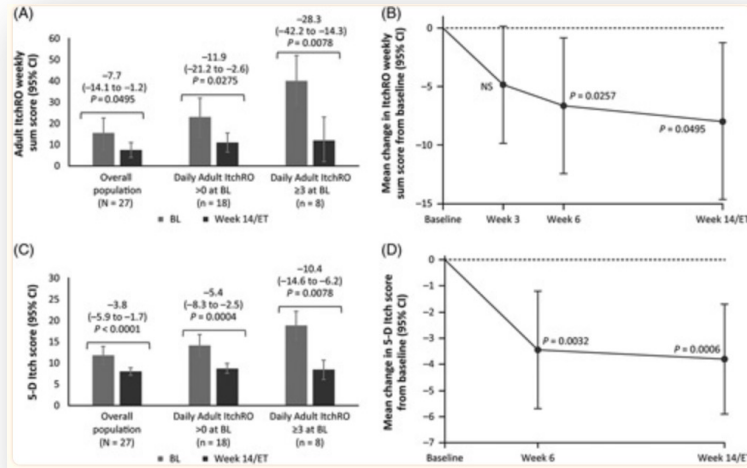 (A)
Adult ItchRO weekly
sum score (95% CI)
60
50
40
30
20
10
0
−7.7
(−14.1 to −1.2)
P = 0.0495
−11.9
(−21.2 to −2.6)
P = 0.0275
−28.3
(−42.2 to −14.3)
P = 0.0078
Overall
population
(N = 27)
Daily Adult ItchRO
>0 at BL
(n = 18)
Daily Adult ItchRO
≥3 at BL
(n = 8)
BL
Week 14/ET
(B)
Mean change in ItchRO weekly
sum score from baseline (95% CI)
0
−5
−10
−15
NS
P = 0.0257
P = 0.0495
Baseline
Week 3
Week 6
Week 14/ET
(C)
5-D Itch score (95% CI)
30
25
20
15
10
5
0
−3.8
(−5.9 to −1.7)
P < 0.0001
−5.4
(−8.3 to −2.5)
P = 0.0004
−10.4
(−14.6 to −6.2)
P = 0.0078
Overall
population
(N = 27)
Daily Adult ItchRO
>0 at BL
(n = 18)
Daily Adult ItchRO
≥3 at BL
(n = 8)
BL
Week 14/ET
(D)
Mean change in 5-D Itch score
from baseline (95% CI)
0
−1
−2
−3
−4
−5
−6
−7
P = 0.0032
P = 0.0006
Baseline
Week 6
Week 14/ET